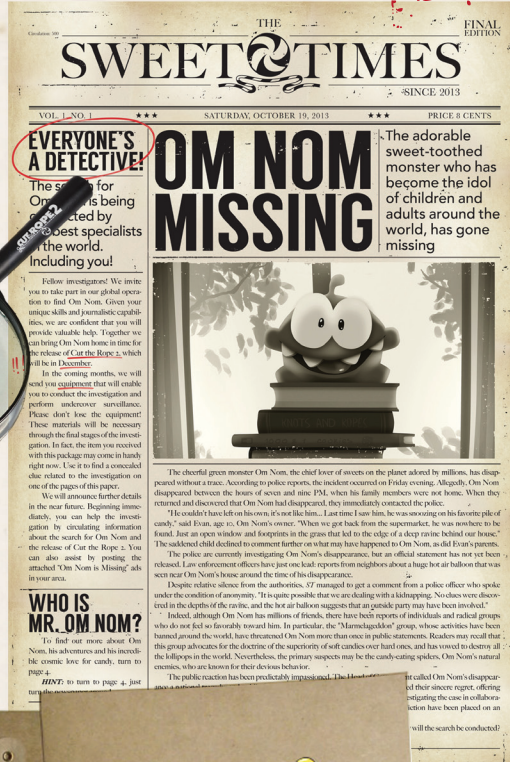 Circulation 500
THE
SWEET TIMES
FINAL
EDITION
SINCE 2013
VOL. 1, NO. 1 ★★★ SATURDAY, OCTOBER 19, 2013 ★★★ PRICE 8 CENTS
EVERYONE'S
A DETECTIVE!
The for
Om is being
by
best specialists
the world.
Including you!
CUT THE ROPE 2
Fellow investigators! We invite
you to take part in our global opera-
tion to find Om Nom. Given your
unique skills and journalistic capabil-
ities, we are confident that you will
provide valuable help. Together we
can bring Om Nom home in time for
the release of Cut the Rope 2, which
will be in December.
In the coming months, we will
send you equipment that will enable
you to conduct the investigation and
perform undercover surveillance.
Please don't lose the equipment!
These materials will be necessary
through the final stages of the investi-
gation. In fact, the item you received
with this package may come in handy
right now. Use it to find a concealed
clue related to the investigation on
one of the pages of this paper.
We will announce further details
in the near future. Beginning imme-
diately, you can help the investi-
gation by circulating information
about the search for Om Nom and
the release of Cut the Rope 2. You
can also assist by posting the
attached "Om Nom is Missing" ads
in your area.
WHO IS
MR. OM NOM?
To find out more about Om
Nom, his adventures and his incredi-
ble cosmic love for candy, turn to
page 4.
HINT: to turn to page 4, just
turn the
OM NOM
MISSING
The adorable
sweet-toothed
monster who has
become the idol
of children and
adults around the
world, has gone
missing
The cheerful green monster Om Nom, the chief lover of sweets on the planet adored by millions, has disap-
peared without a trace. According to police reports, the incident occurred on Friday evening. Allegedly, Om Nom
disappeared between the hours of seven and nine PM, when his family members were not home. When they
returned and discovered that Om Nom had disappeared, they immediately contacted the police.
"He couldn't have left on his own, it's not like him... Last time I saw him, he was snoozing on his favorite pile of
candy," said Evan, age 10, Om Nom's owner. "When we got back from the supermarket, he was nowhere to be
found. Just an open window and footprints in the grass that led to the edge of a deep ravine behind our house."
The saddened child declined to comment further on what may have happened to Om Nom, as did Evan's parents.
The police are currently investigating Om Nom's disappearance, but an official statement has not yet been
released. Law enforcement officers have just one lead: reports from neighbors about a huge hot air balloon that was
seen near Om Nom's house around the time of his disappearance.
Despite relative silence from the authorities, ST managed to get a comment from a police officer who spoke
under the condition of anonymity. "It is quite possible that we are dealing with a kidnapping. No clues were discov-
ered in the depths of the ravine, and the hot air balloon suggests that an outside party may have been involved."
Indeed, although Om Nom has millions of friends, there have been reports of individuals and radical groups
who do not feel so favorably toward him. In particular, the "Marmelageddon" group, whose activities have been
banned around the world, have threatened Om Nom more than once in public statements. Readers may recall that
this group advocates for the doctrine of the superiority of soft candies over hard ones, and has vowed to destroy all
the lollipops in the world. Nevertheless, the primary suspects may be the candy-eating spiders, Om Nom's natural
enemies, who are known for their devious behavior.
The public reaction has been predictably impassioned. The Head of called Om Nom's disappear-
ance a national ed their sincere regret, offering
vestigating the case in collabora-
iction have been placed on an
will the search be conducted?